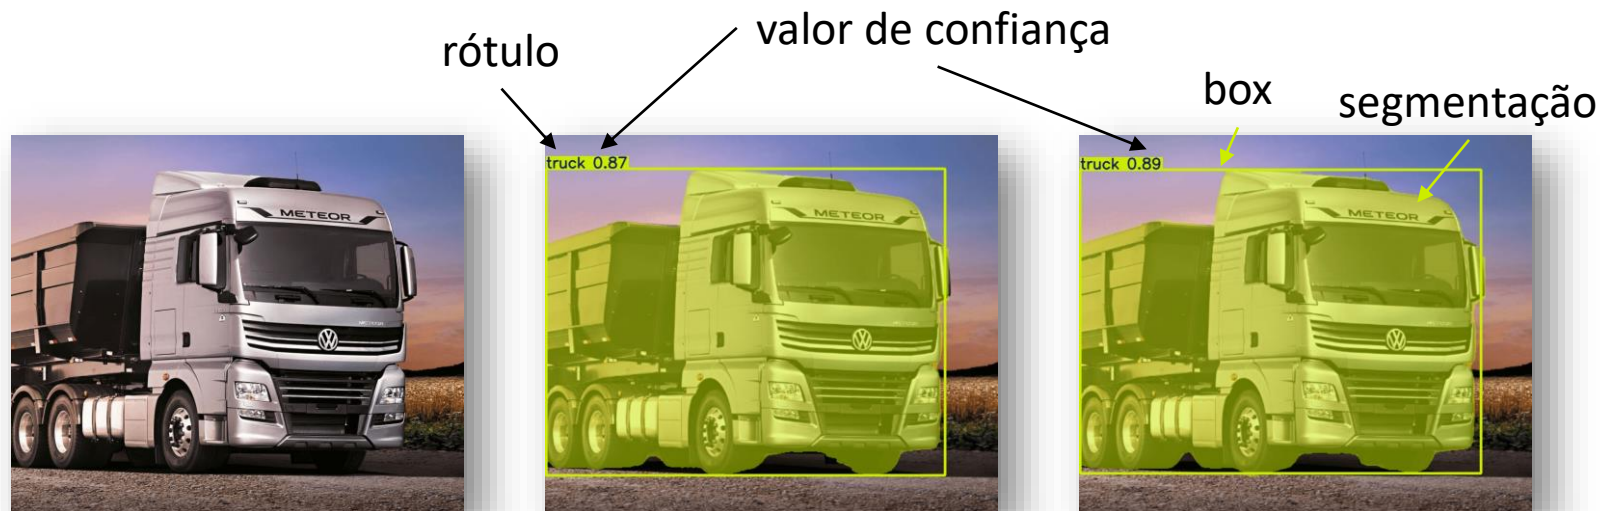 valor de confiança
rótulo
box
segmentação
METEOR
truck 0.87
METEOR
truck 0.89
METEOR